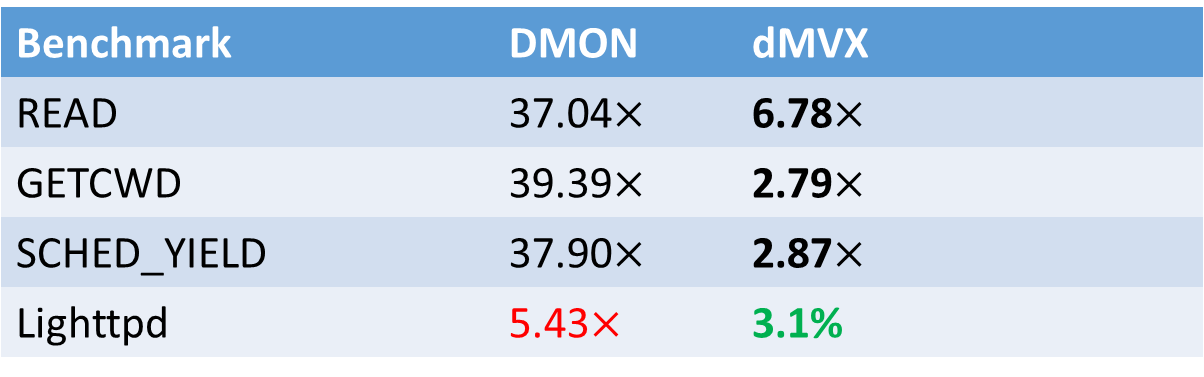 Benchmark DMON dMVX
READ 37.04× 6.78×
GETCWD 39.39× 2.79×
SCHED_YIELD 37.90× 2.87×
Lighttpd 5.43× 3.1%